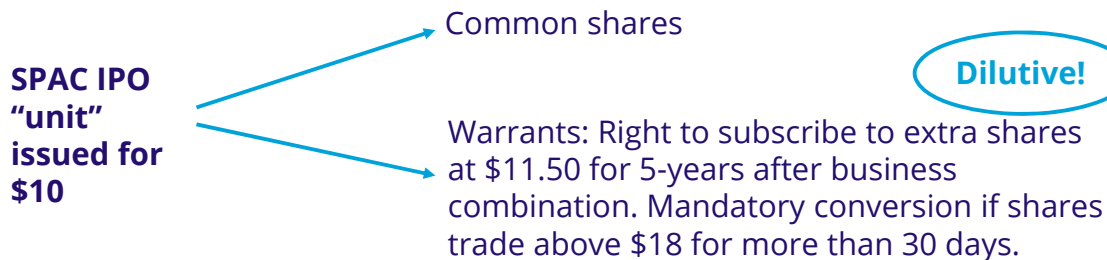 Common shares
SPAC IPO
“unit”
issued for
$10
Dilutive!
Warrants: Right to subscribe to extra shares
at $11.50 for 5-years after business
combination. Mandatory conversion if shares
trade above $18 for more than 30 days.